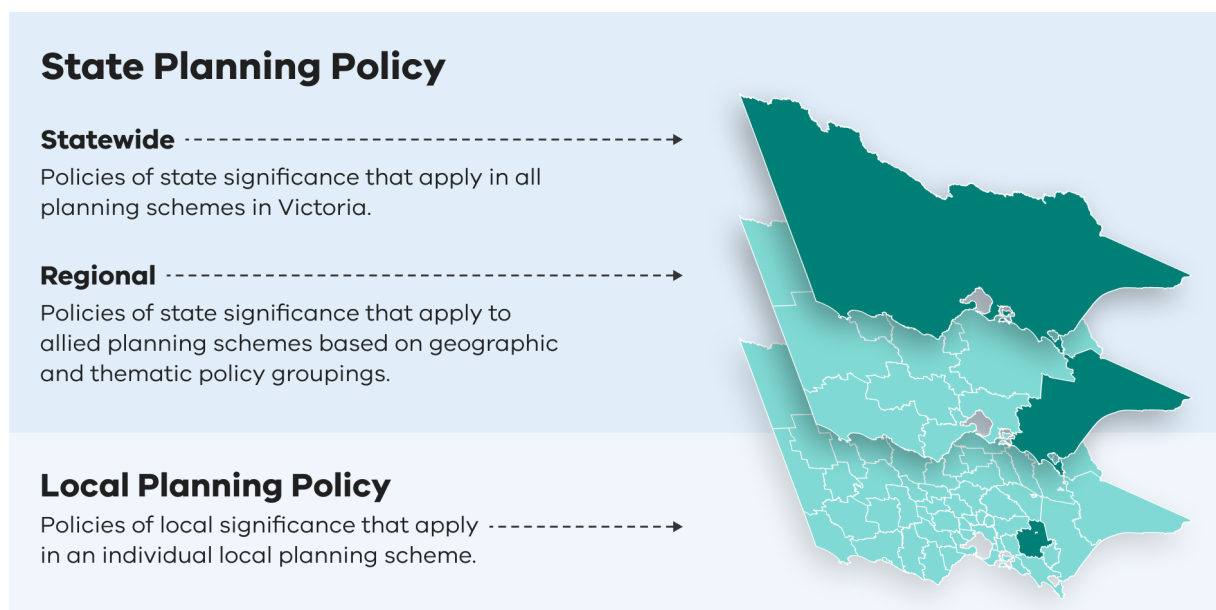 State Planning Policy
Statewide
Policies of state significance that apply in all
planning schemes in Victoria.
Regional
Policies of state significance that apply to
allied planning schemes based on geographic
and thematic policy groupings.
Local Planning Policy
Policies of local significance that apply
in an individual local planning scheme.